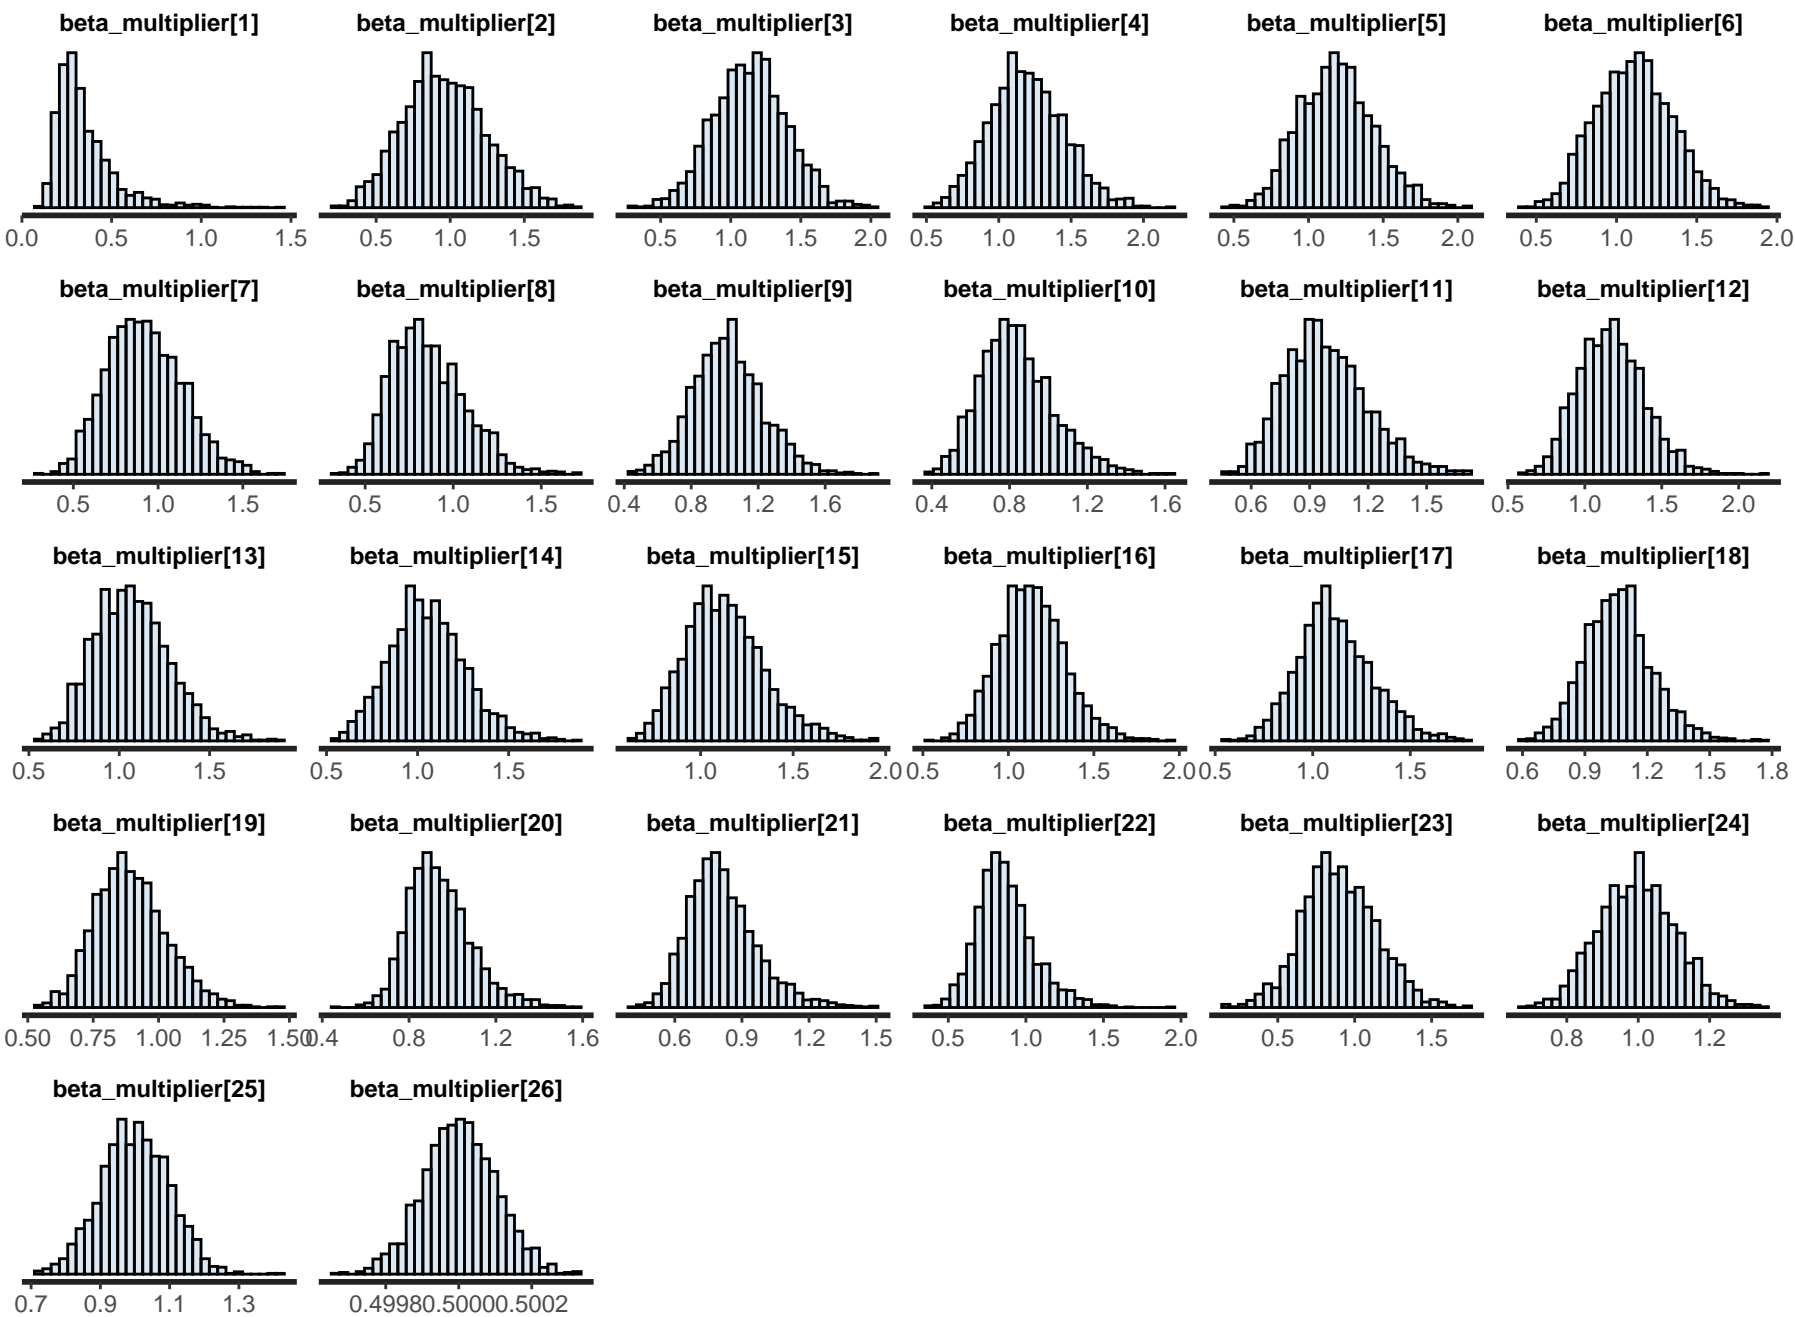 beta_multiplier[1] beta_multiplier[2] beta_multiplier[3] beta_multiplier[4] beta_multiplier[5] beta_multiplier[6]
0.0 0.5 1.0 1.5 0.5 1.0 1.5 0.5 1.0 1.5 2.0 0.5 1.0 1.5 2.0 0.5 1.0 1.5 2.0 0.5 1.0 1.5 2.0
beta_multiplier[7] beta_multiplier[8] beta_multiplier[9] beta_multiplier[10] beta_multiplier[11] beta_multiplier[12]
0.5 1.0 1.5 0.5 1.0 1.5 0.4 0.8 1.2 1.6 0.4 0.8 1.2 1.6 0.6 0.9 1.2 1.5 0.5 1.0 1.5 2.0
beta_multiplier[13] beta_multiplier[14] beta_multiplier[15] beta_multiplier[16] beta_multiplier[17] beta_multiplier[18]
0.5 1.0 1.5 0.5 1.0 1.5 1.0 1.5 2.0 0.5 1.0 1.5 2.0 0.5 1.0 1.5 0.6 0.9 1.2 1.5 1.8
beta_multiplier[19] beta_multiplier[20] beta_multiplier[21] beta_multiplier[22] beta_multiplier[23] beta_multiplier[24]
0.50 0.75 1.00 1.25 1.50 0.4 0.8 1.2 1.6 0.6 0.9 1.2 1.5 0.5 1.0 1.5 2.0 0.5 1.0 1.5 0.8 1.0 1.2
beta_multiplier[25] beta_multiplier[26]
0.7 0.9 1.1 1.3 0.4998 0.5000 0.5002